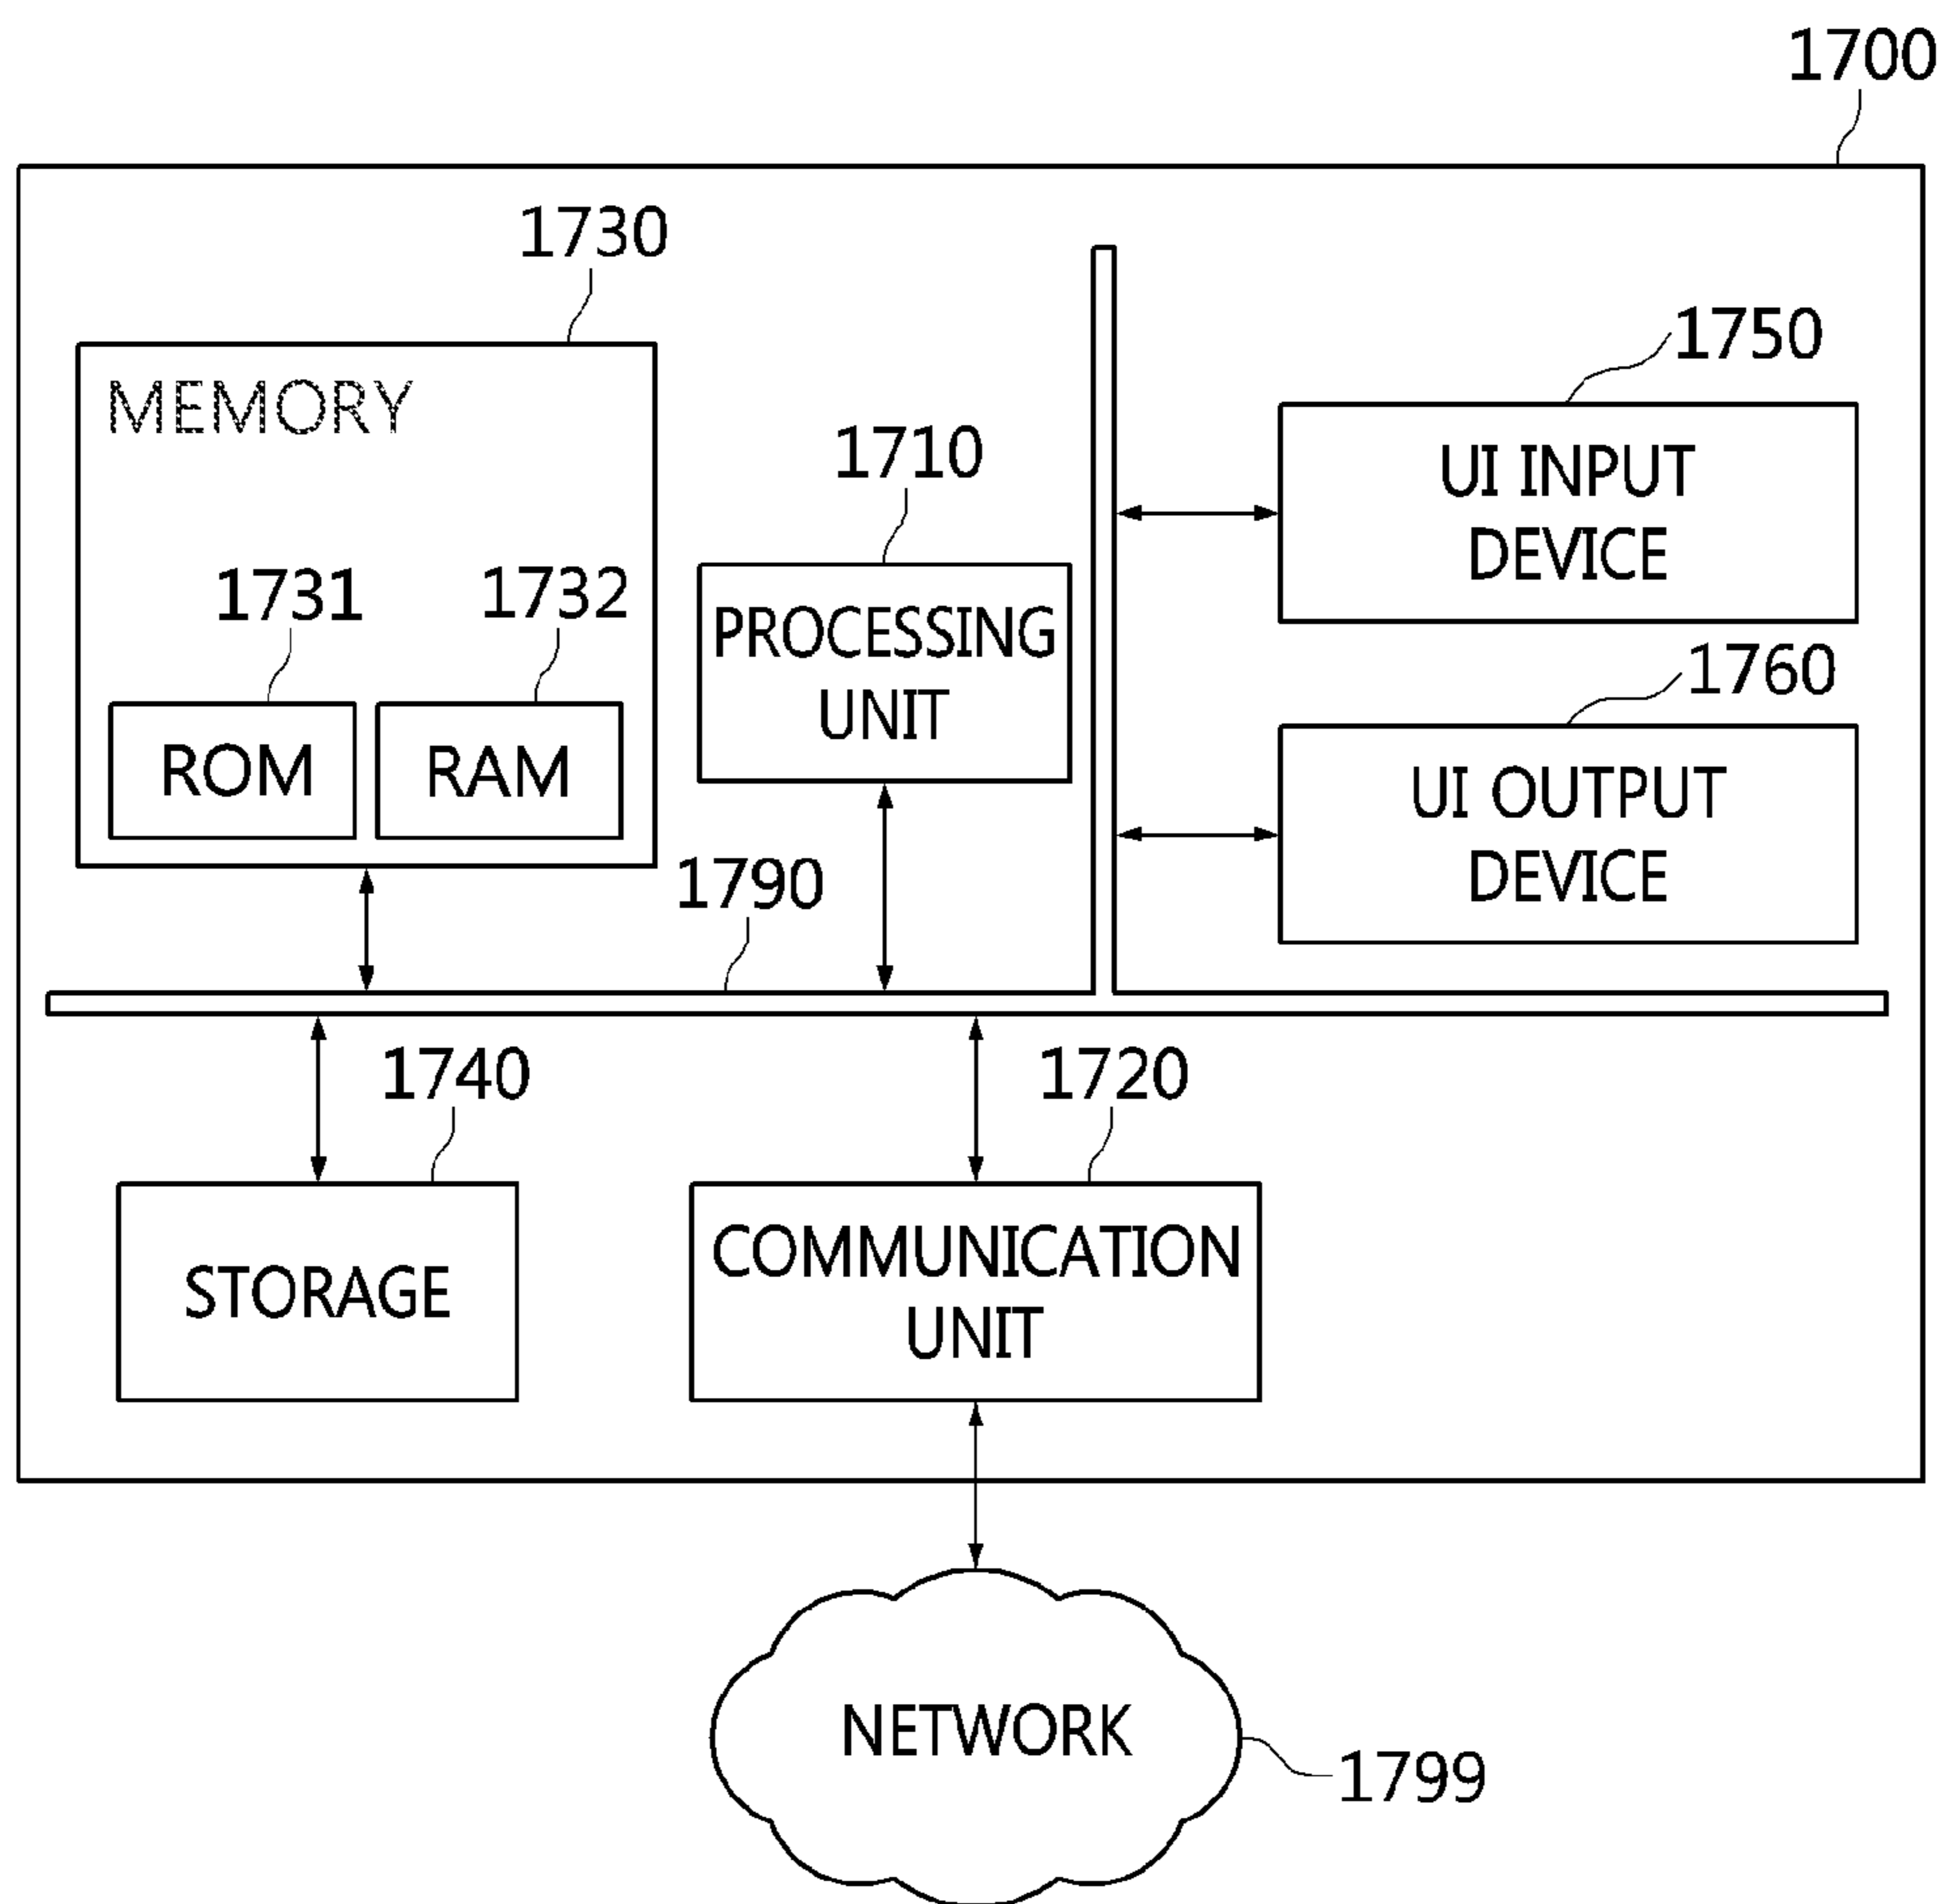 1700
1730
MEMORY
1750
1710
UI INPUT
DEVICE
1731
1732
PROCESSING
UNIT
1760
ROM
RAM
UI OUTPUT
DEVICE
1790
1740
1720
STORAGE
COMMUNICATION
UNIT
NETWORK
1799